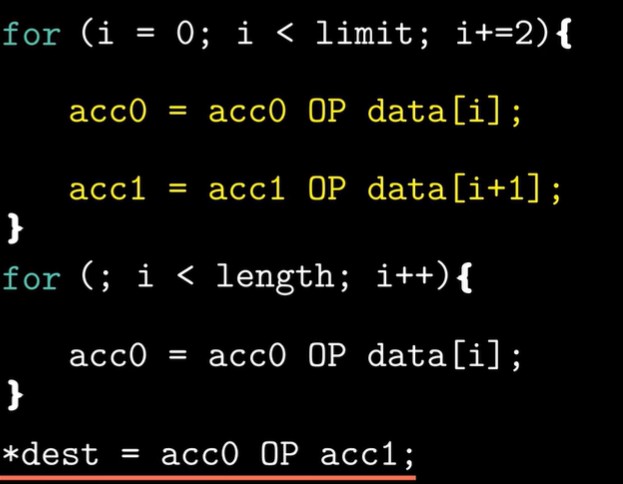 for (i = 0; i < limit; i+=2){
acc0 = acc0 OP data[i];
acc1 = acc1 OP data[i+1];
}
for (; i < length; i++){
acc0 = acc0 OP data[i];
}
*dest = acc0 OP acc1;